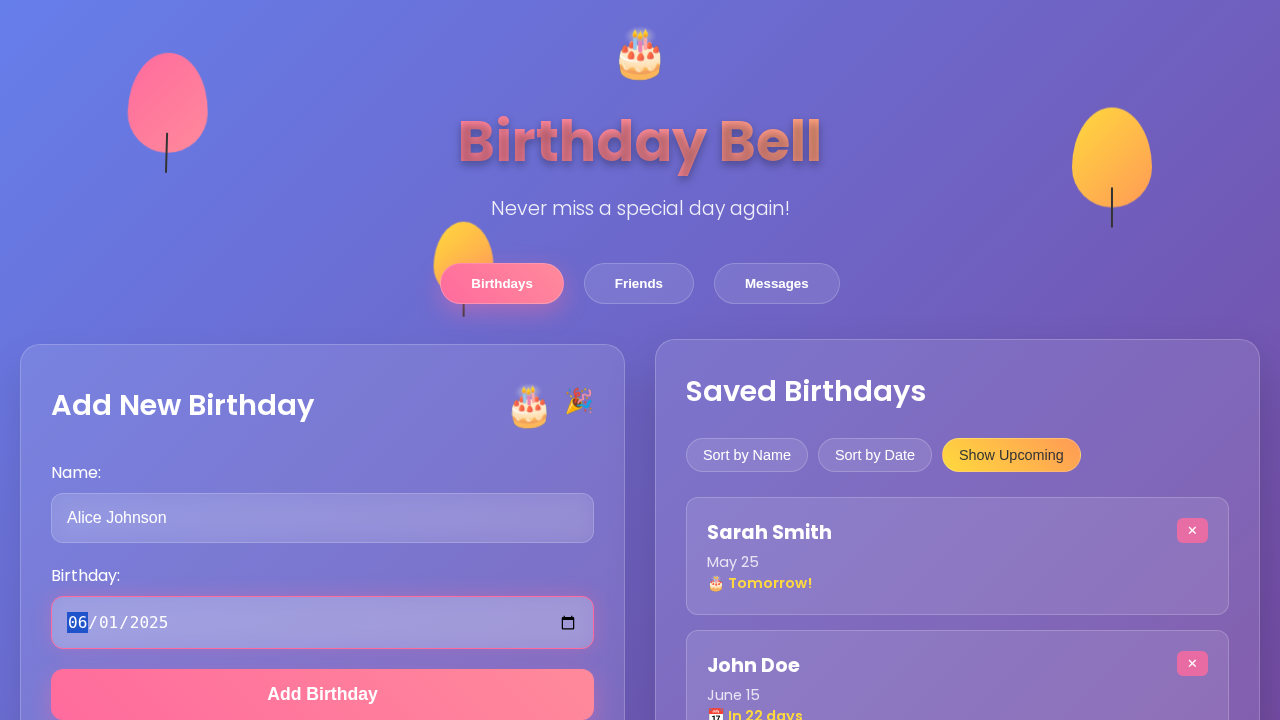 Birthday Bell
Never miss a special day again!
Birthdays
Friends
Messages
Add New Birthday
Name:
Alice Johnson
Birthday:
06/01/2025
Add Birthday
Saved Birthdays
Sort by Name
Sort by Date
Show Upcoming
Sarah Smith
×
May 25
🎂 Tomorrow!
John Doe
×
June 15
📅 In 22 days